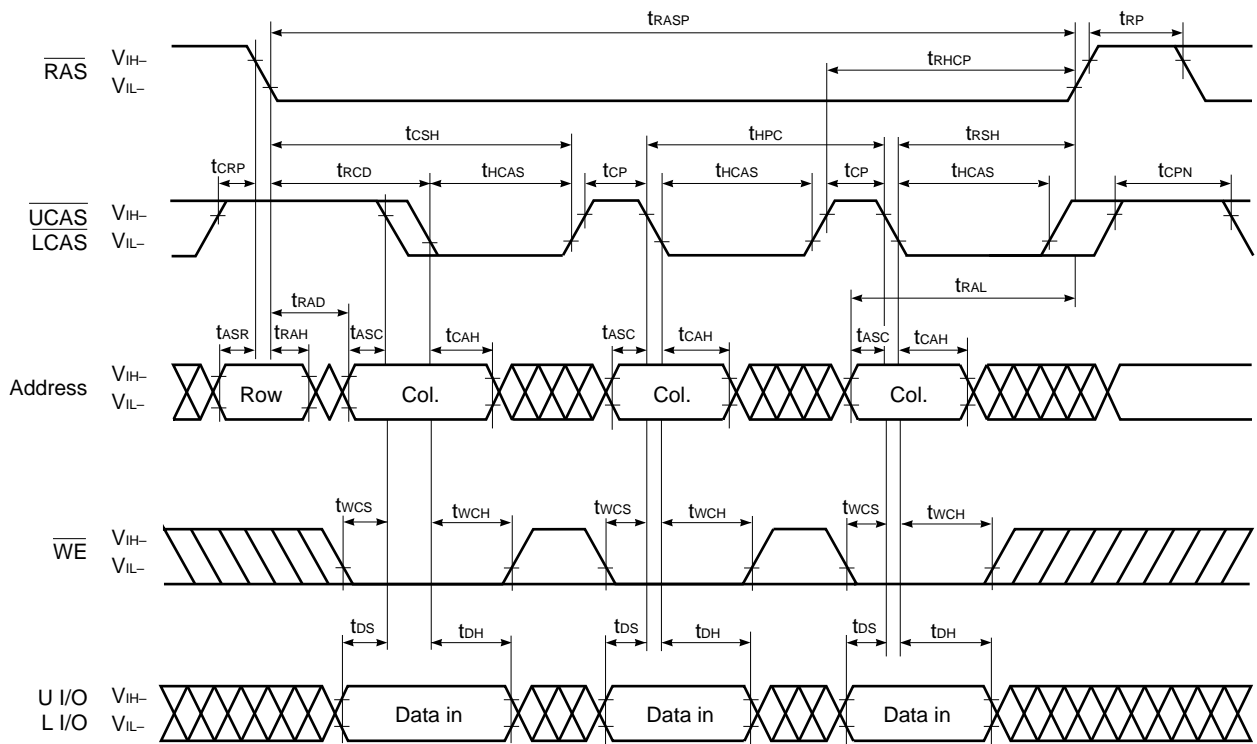 tRASP
tRP
RAS
VIH–
VIL–
tRHCP
tCSH
tHPC
tRSH
tCRP
tRCD
tHCAS
tCP
tHCAS
tCP
tHCAS
tCPN
UCAS
LCAS
VIH–
VIL–
tRAD
tRAL
tASR
tRAH
tASC
tCAH
tASC
tCAH
tASC
tCAH
Address
VIH–
VIL–
Row
Col.
Col.
Col.
tWCS
tWCH
tWCS
tWCH
tWCS
tWCH
WE
VIH–
VIL–
tDS
tDH
tDS
tDH
tDS
tDH
U I/O
L I/O
VIH–
VIL–
Data in
Data in
Data in